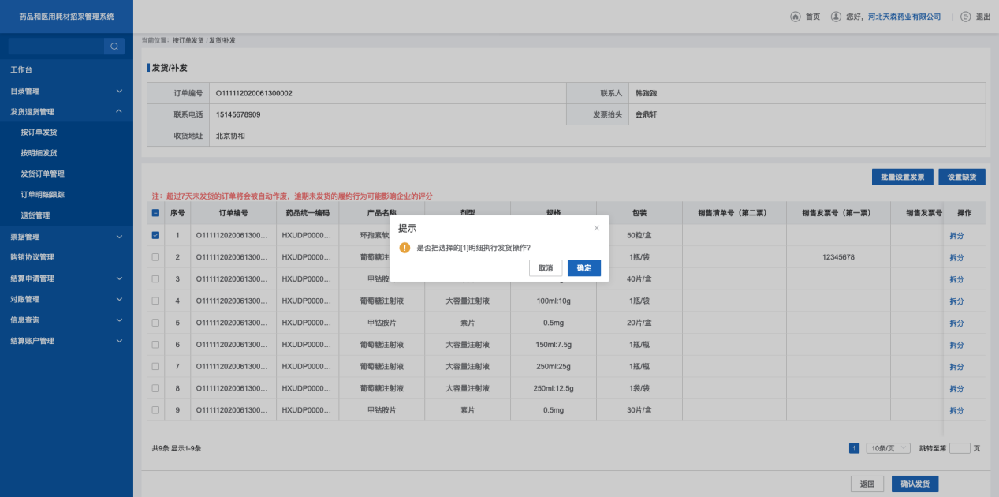 药品和医用耗材招采管理系统
首页 您好, 河北天森药业有限公司 退出
工作台
目录管理
发货退货管理
按订单发货
按明细发货
发货订单管理
订单明细跟踪
退货管理
票据管理
购销协议管理
结算申请管理
对账管理
信息查询
结算账户管理
当前位置: 按订单发货 / 发货/补发
发货/补发
订单编号 O111112020061300002 联系人 韩跑跑
联系电话 15145678909 发票抬头 金鼎轩
收货地址 北京协和
批量设置发票 设置缺货
注: 超过7天未发货的订单将会被自动作废, 逾期未发货的履约行为可能影响企业的评分
序号 订单编号 药品统一编码 产品名称 剂型 规格 包装 销售清单号（第二票） 销售发票号（第一票） 销售发票号 操作
1 O111112020061300... HXUDP0000... 环孢素软 50粒/盒 拆分
2 O111112020061300... HXUDP0000... 葡萄糖注 1瓶/袋 12345678 拆分
3 O111112020061300... HXUDP0000... 甲钴胺 40片/盒 拆分
4 O111112020061300... HXUDP0000... 葡萄糖注射液 大容量注射液 100ml:10g 1瓶/袋 拆分
5 O111112020061300... HXUDP0000... 甲钴胺片 素片 0.5mg 20片/盒 拆分
6 O111112020061300... HXUDP0000... 葡萄糖注射液 大容量注射液 150ml:7.5g 1瓶/瓶 拆分
7 O111112020061300... HXUDP0000... 葡萄糖注射液 大容量注射液 250ml:25g 1瓶/瓶 拆分
8 O111112020061300... HXUDP0000... 葡萄糖注射液 大容量注射液 250ml:12.5g 1袋/袋 拆分
9 O111112020061300... HXUDP0000... 甲钴胺片 素片 0.5mg 30片/盒 拆分
提示
是否把选择的[1]明细执行发货操作?
取消 确定
共9条 显示1-9条 1 10条/页 跳转至第 页
返回 确认发货